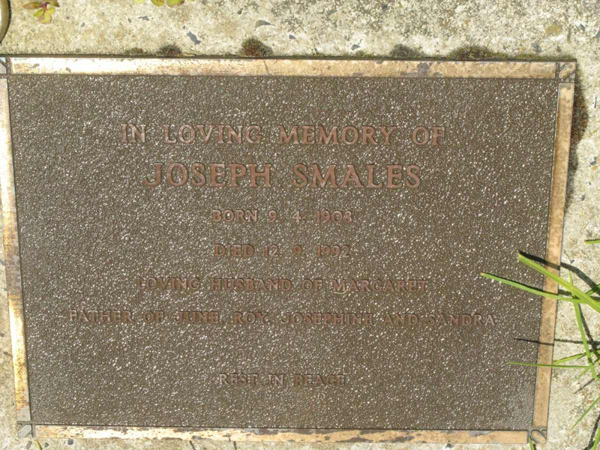 IN LOVING MEMORY OF
JOSEPH SMALES
BORN 9. 4. 1903
DIED 12. 9. 1992
LOVING HUSBAND OF MARGARET
FATHER OF JUNE, ROY, JOSEPHINE AND SANDRA
REST IN PEACE